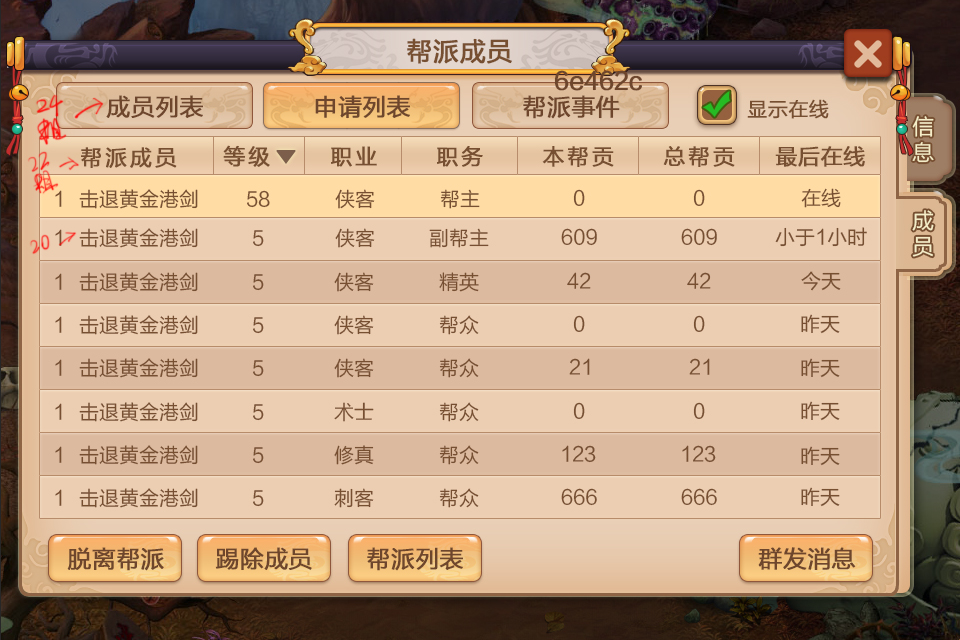 帮派成员
6e462c
24 粗
成员列表 申请列表 帮派事件 显示在线
信息
22 粗
帮派成员 等级 职业 职务 本帮贡 总帮贡 最后在线
1 击退黄金港剑 58 侠客 帮主 0 0 在线
20
1 击退黄金港剑 5 侠客 副帮主 609 609 小于1小时
成员
1 击退黄金港剑 5 侠客 精英 42 42 今天
1 击退黄金港剑 5 侠客 帮众 0 0 昨天
1 击退黄金港剑 5 侠客 帮众 21 21 昨天
1 击退黄金港剑 5 术士 帮众 0 0 昨天
1 击退黄金港剑 5 修真 帮众 123 123 昨天
1 击退黄金港剑 5 刺客 帮众 666 666 昨天
脱离帮派 踢除成员 帮派列表 群发消息